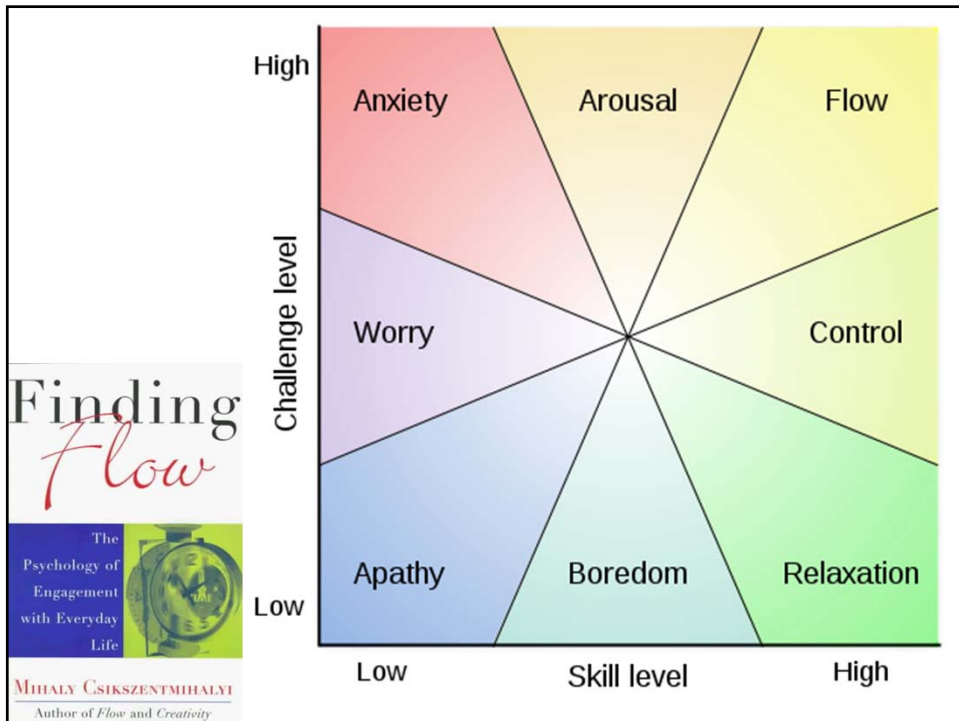 High
Anxiety
Arousal
Flow
Challenge level
Worry
Control
Apathy
Boredom
Relaxation
Low
Low
Skill level
High
Finding
Flow
The
Psychology of
Engagement
with Everyday
Life
MIHALY CSIKSZENTMIHALYI
Author of Flow and Creativity